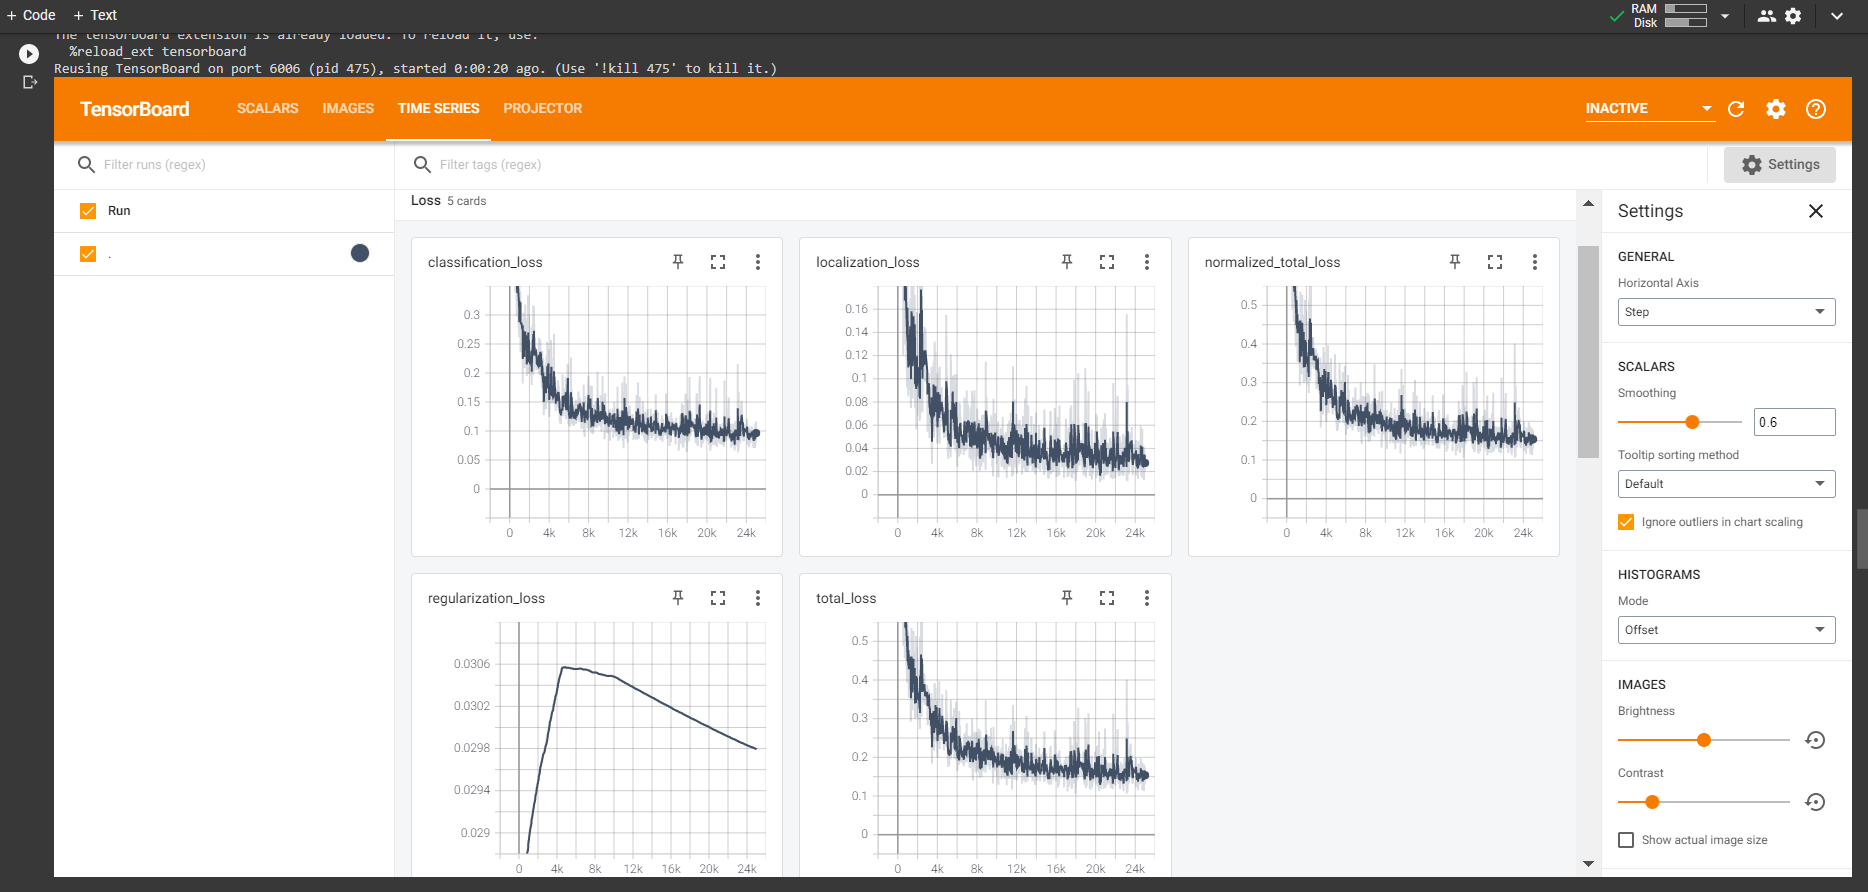 + Code + Text
RAM
Disk
The tensorboard extension is already loaded. To reload it, use:
%reload_ext tensorboard
Reusing TensorBoard on port 6006 (pid 475), started 0:00:20 ago. (Use '!kill 475' to kill it.)
TensorBoard SCALARS IMAGES TIME SERIES PROJECTOR INACTIVE
Filter runs (regex)
Filter tags (regex)
Settings
Run
.
Loss 5 cards
classification_loss
0.3
0.25
0.2
0.15
0.1
0.05
0
0 4k 8k 12k 16k 20k 24k
localization_loss
0.16
0.14
0.12
0.1
0.08
0.06
0.04
0.02
0
0 4k 8k 12k 16k 20k 24k
normalized_total_loss
0.5
0.4
0.3
0.2
0.1
0
0 4k 8k 12k 16k 20k 24k
regularization_loss
0.0306
0.0302
0.0298
0.0294
0.029
0 4k 8k 12k 16k 20k 24k
total_loss
0.5
0.4
0.3
0.2
0.1
0
0 4k 8k 12k 16k 20k 24k
Settings
GENERAL
Horizontal Axis
Step
SCALARS
Smoothing
0.6
Tooltip sorting method
Default
Ignore outliers in chart scaling
HISTOGRAMS
Mode
Offset
IMAGES
Brightness
Contrast
Show actual image size